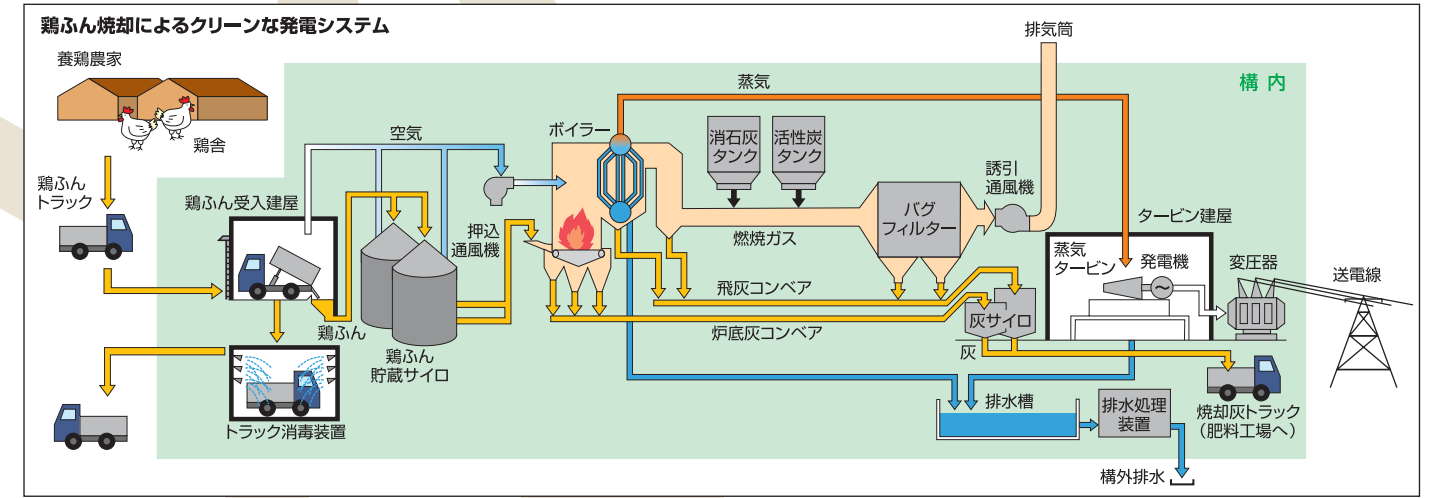 鶏ふん焼却によるクリーンな発電システム
養鶏農家
鶏舎
鶏ふん
トラック
鶏ふん受入建屋
鶏ふん
トラック消毒装置
空気
押込
通風機
鶏ふん
貯蔵サイロ
ボイラー
蒸気
消石灰
タンク
活性炭
タンク
燃焼ガス
バグ
フィルター
誘引
通風機
排気筒
構内
飛灰コンベア
炉底灰コンベア
灰サイロ
灰
タービン建屋
蒸気
タービン
発電機
〜
変圧器
送電線
焼却灰トラック
（肥料工場へ）
排水槽
排水処理
装置
構外排水